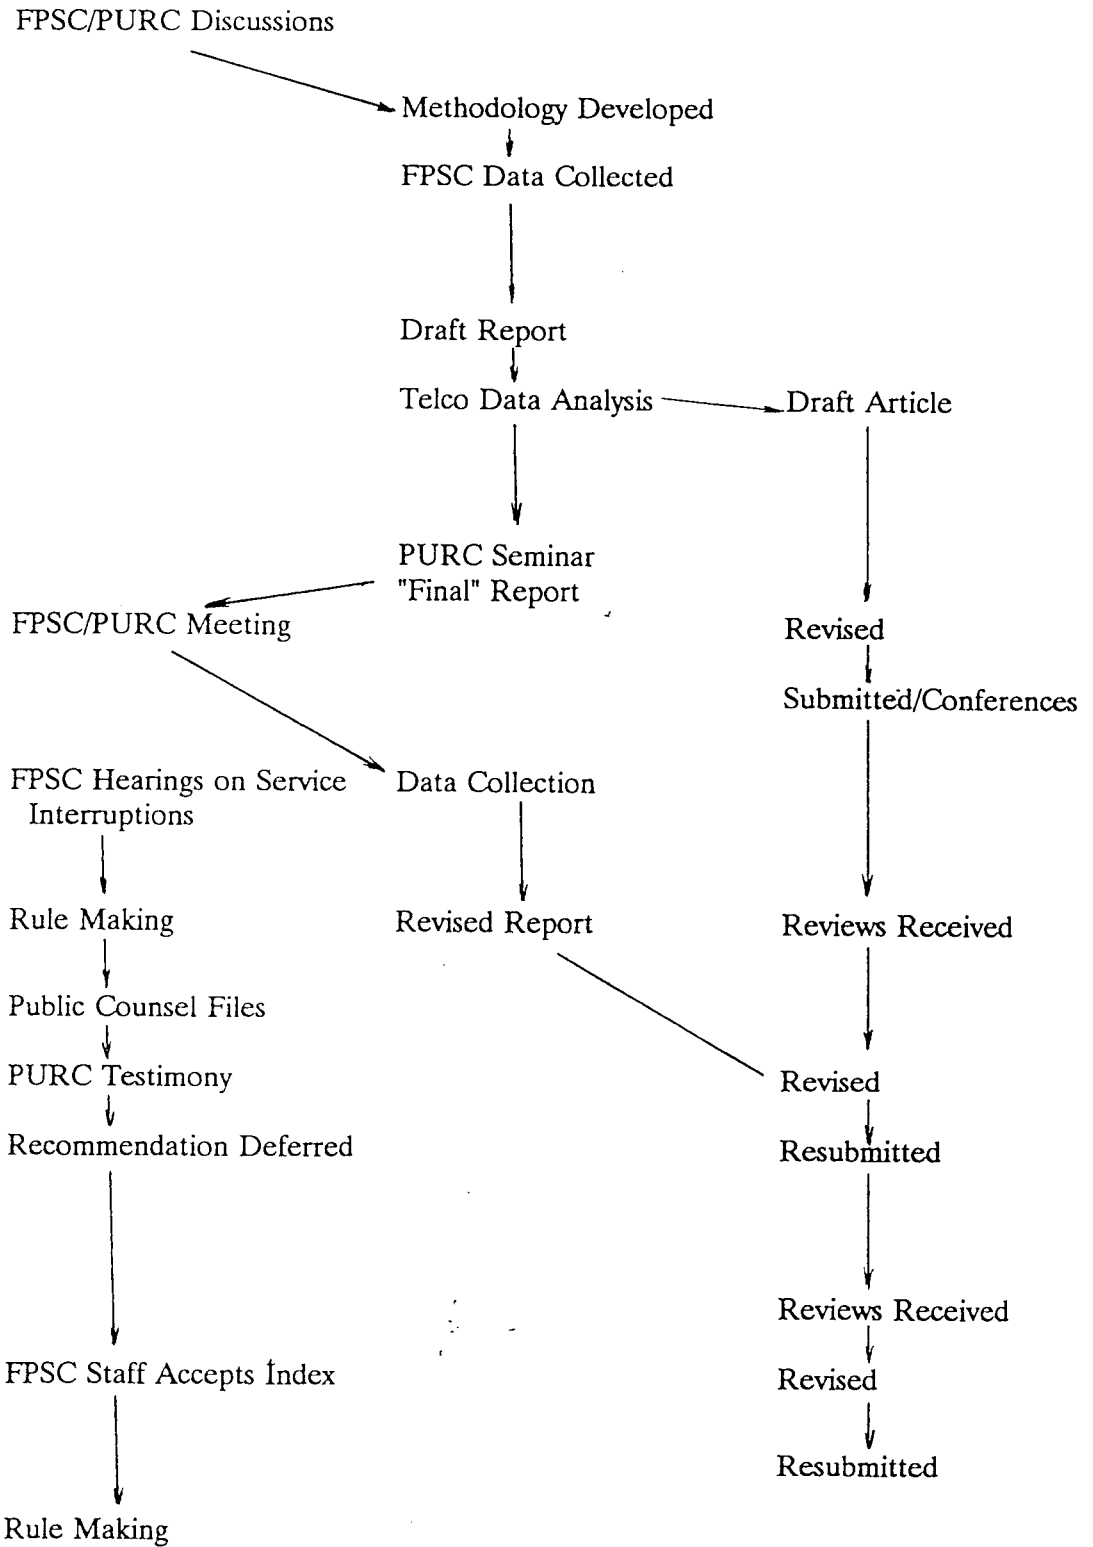 FPSC/PURC Discussions
Methodology Developed
FPSC Data Collected
Draft Report
Telco Data Analysis
Draft Article
PURC Seminar
"Final" Report
FPSC/PURC Meeting
Revised
Submitted/Conferences
FPSC Hearings on Service
Interruptions
Data Collection
Rule Making
Revised Report
Reviews Received
Public Counsel Files
PURC Testimony
Revised
Recommendation Deferred
Resubmitted
Reviews Received
FPSC Staff Accepts Index
Revised
Resubmitted
Rule Making